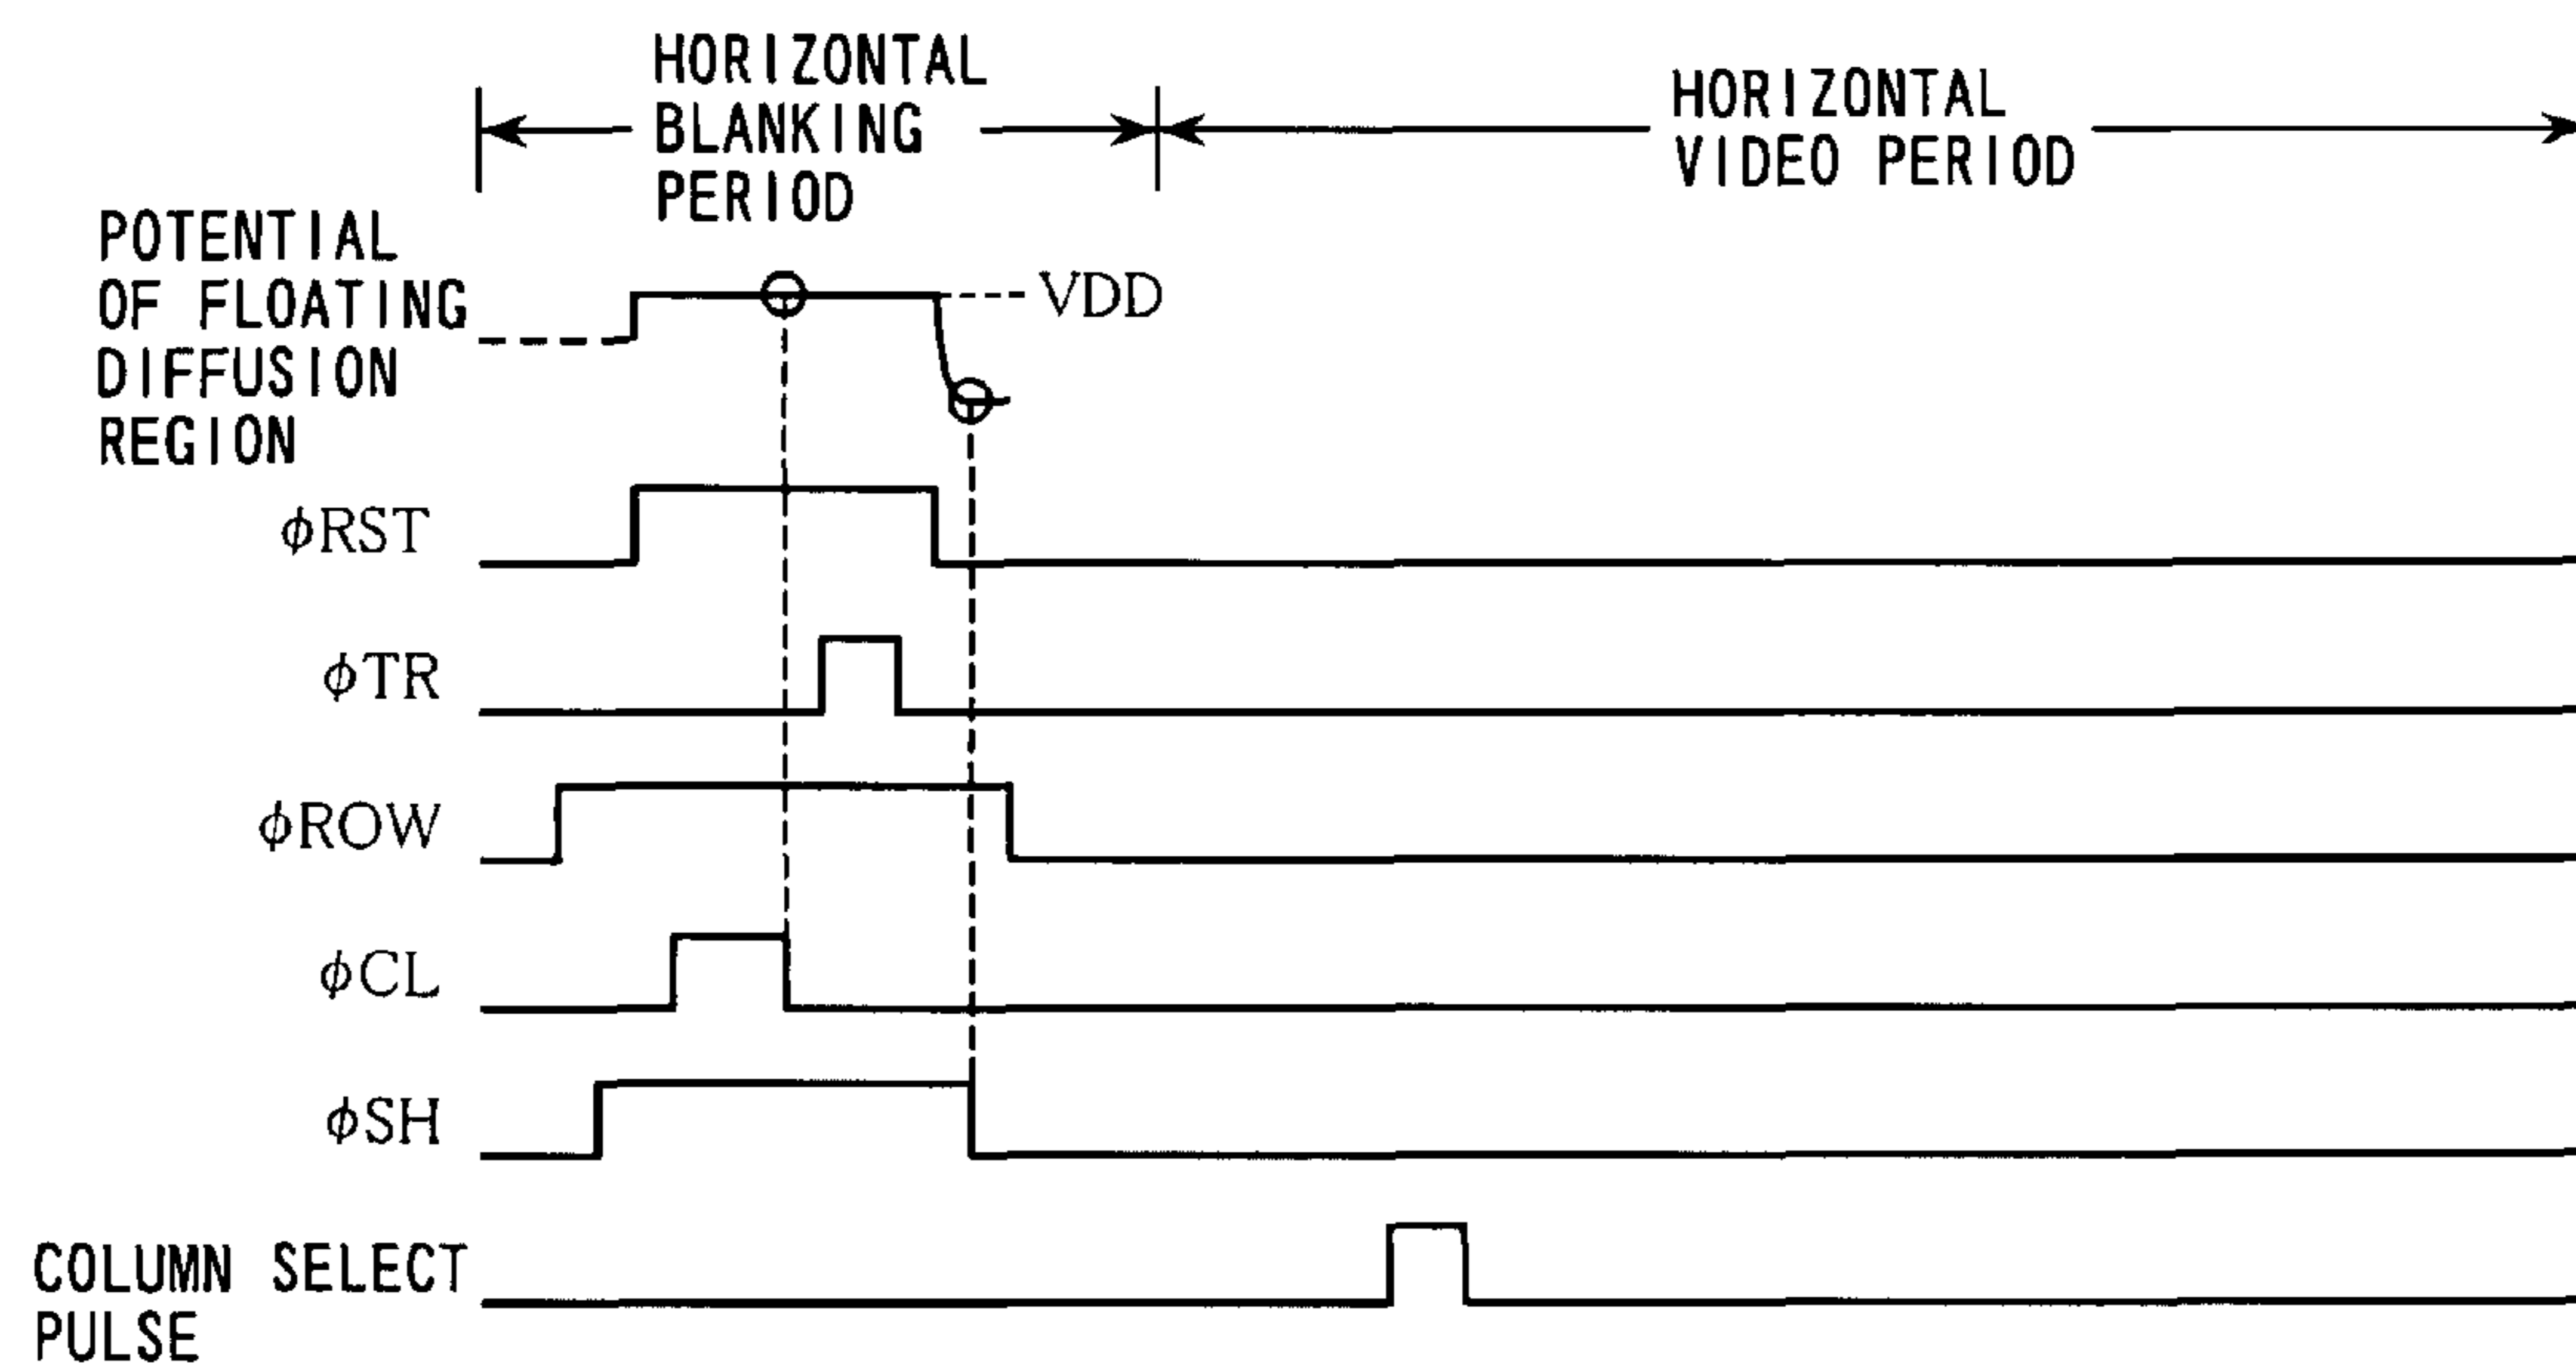 HORIZONTAL
BLANKING
PERIOD
HORIZONTAL
VIDEO PERIOD
POTENTIAL
OF FLOATING
DIFFUSION
REGION
VDD
ϕRST
ϕTR
ϕROW
ϕCL
ϕSH
COLUMN SELECT
PULSE